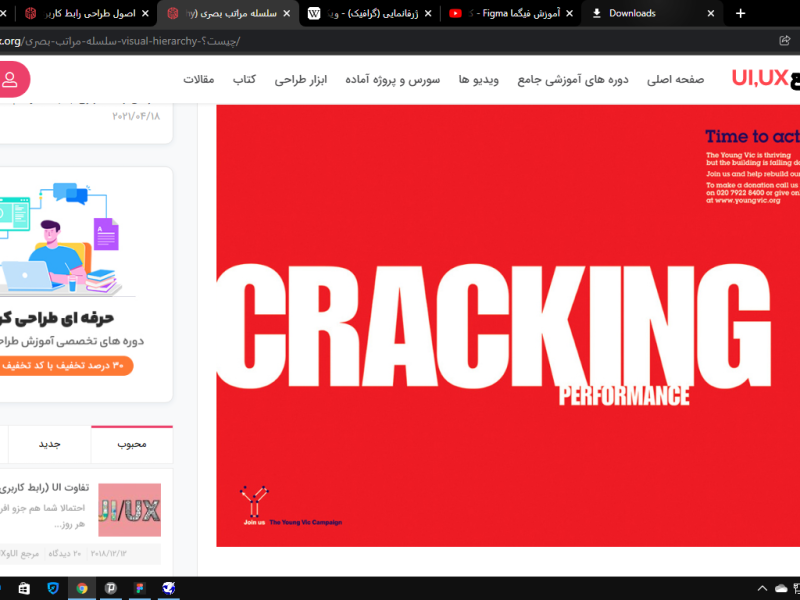 اصول طراحی رابط کاربر
سلسله مراتب بصری (hy
ژرفانمایی (گرافیک) - ویک
آموزش فیگما Figma - ک
Downloads
x.org/چیست؟-visual-hierarchy-سلسله-مراتب-بصری/
صفحه اصلی
دوره های آموزشی جامع
ویدیو ها
سورس و پروژه آماده
ابزار طراحی
کتاب
مقالات
UI,UX
۲۰۲۱/۰۴/۱۸
حرفه ای طراحی کن
دوره های تخصصی آموزش طراح
۳۰ درصد تخفیف با کد تخفیف
محبوب
جدید
تفاوت UI (رابط کاربری
احتمالا شما هم جزو افر
هر روز...
UI/UX
۲۰۱۸/۱۲/۱۲
۲۰ دیدگاه
مرجع UIوUX
Time to act
The Young Vic is thriving
but the building is falling do
Join us and help rebuild our
To make a donation call us
on 020 7922 8400 or give on
at www.youngvic.org
CRACKING
PERFORMANCE
Join us The Young Vic Campaign